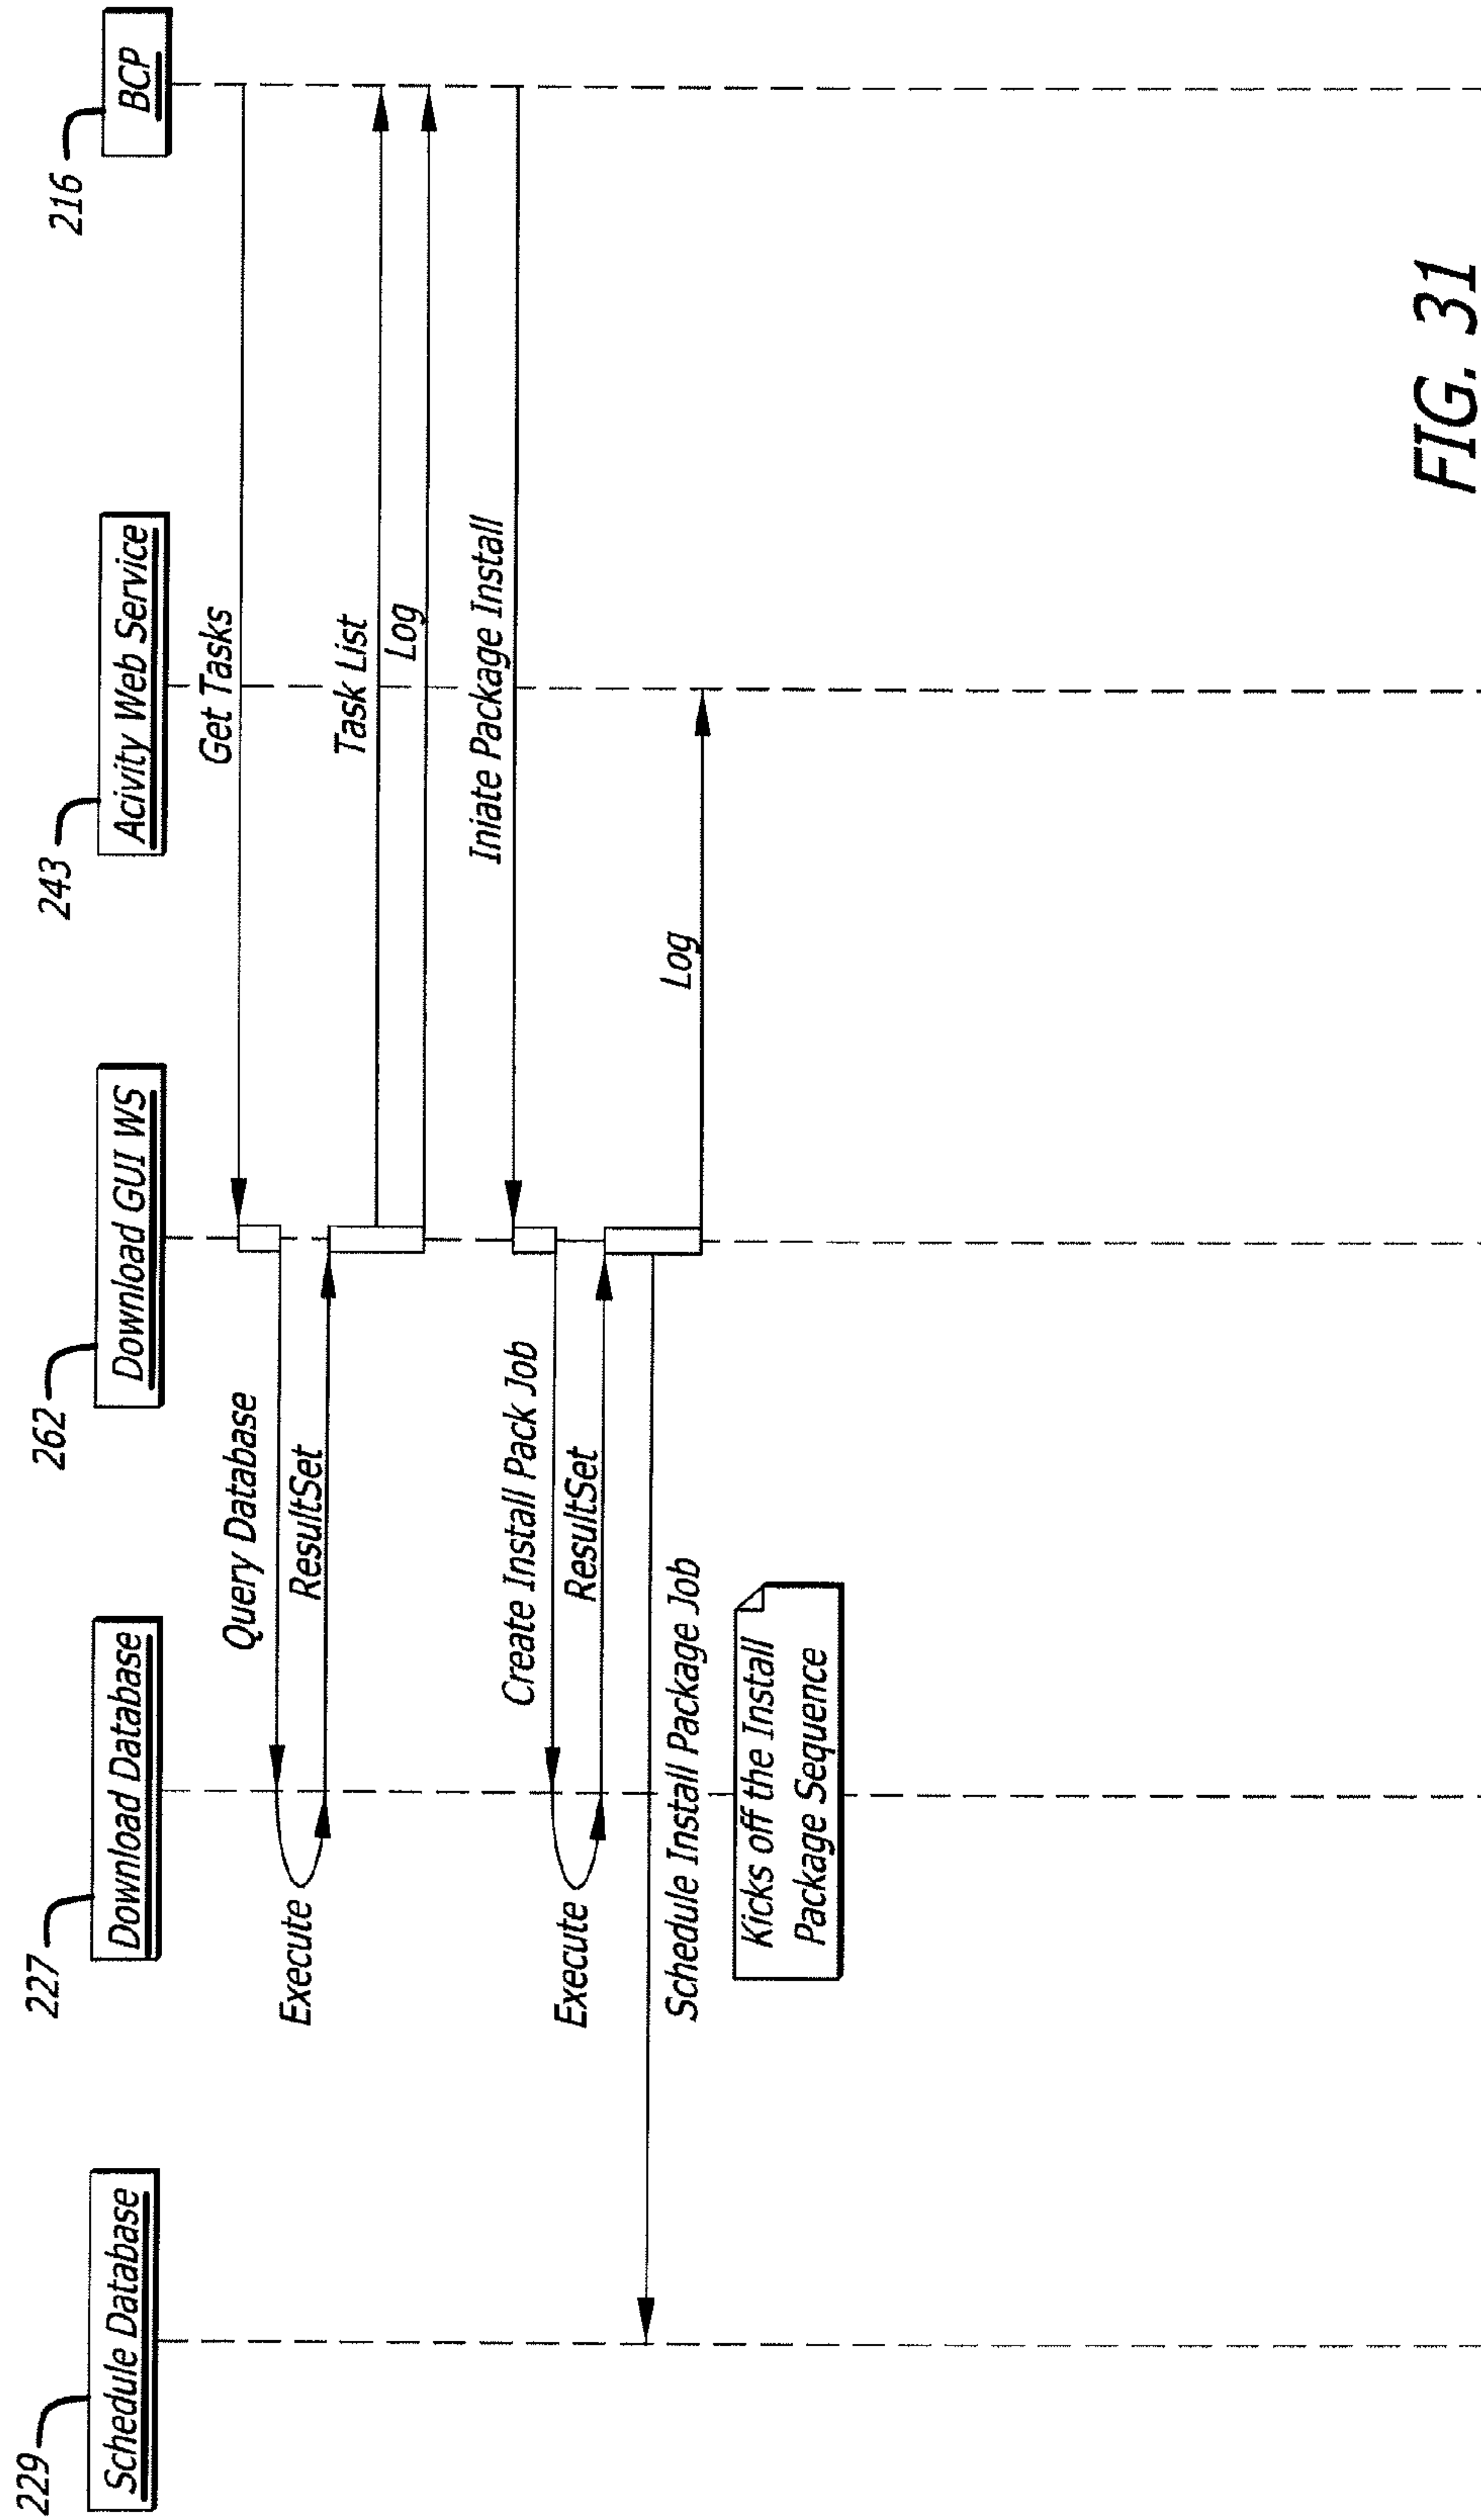 229
Schedule Database
227
Download Database
262
Download GUI WS
243
Acivity Web Service
216
BCP
Get Tasks
Query Database
Execute
ResultSet
Task List
Log
Iniate Package Install
Create Install Pack Job
Execute
ResultSet
Schedule Install Package Job
Log
Kicks off the Install
Package Sequence
FIG. 31